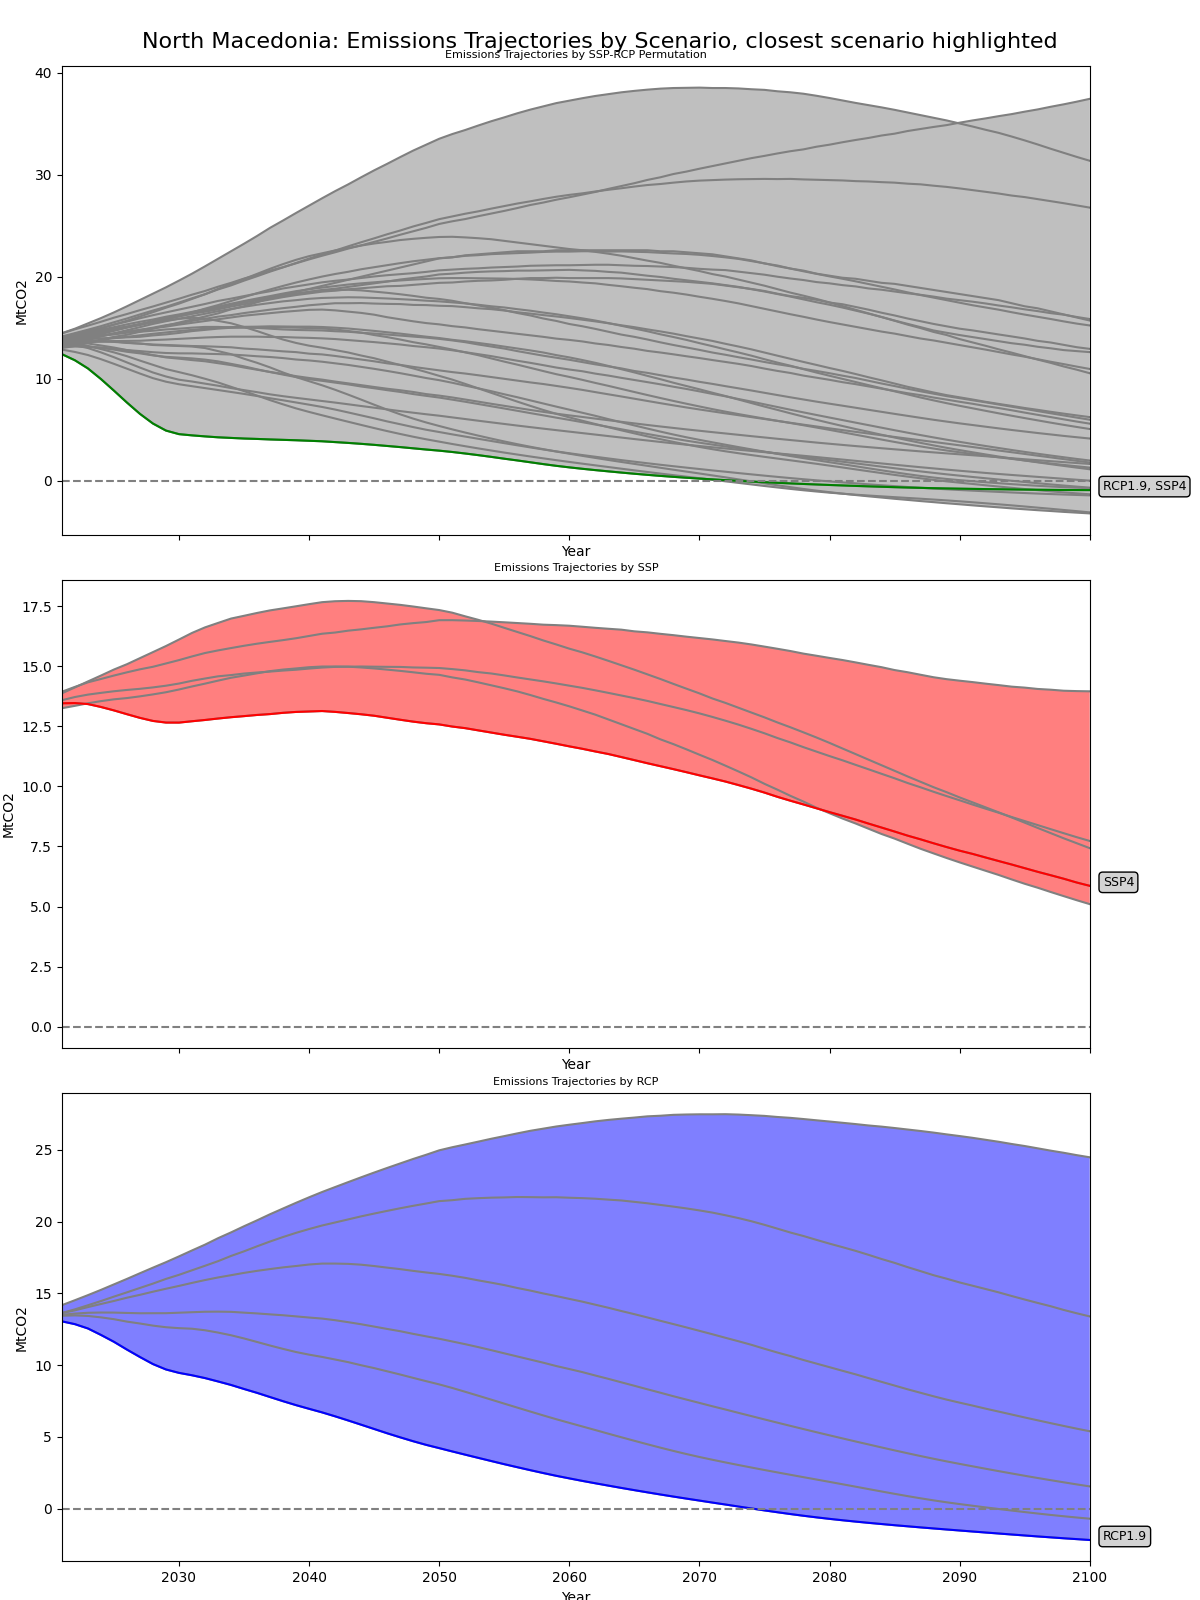 North Macedonia: Emissions Trajectories by Scenario, closest scenario highlighted
Emissions Trajectories by SSP-RCP Permutation
40
30
20
10
0
MtCO2
RCP1.9, SSP4
Year
Emissions Trajectories by SSP
17.5
15.0
12.5
10.0
7.5
5.0
2.5
0.0
MtCO2
SSP4
Year
Emissions Trajectories by RCP
25
20
15
10
5
0
MtCO2
RCP1.9
2030 2040 2050 2060 2070 2080 2090 2100
Year